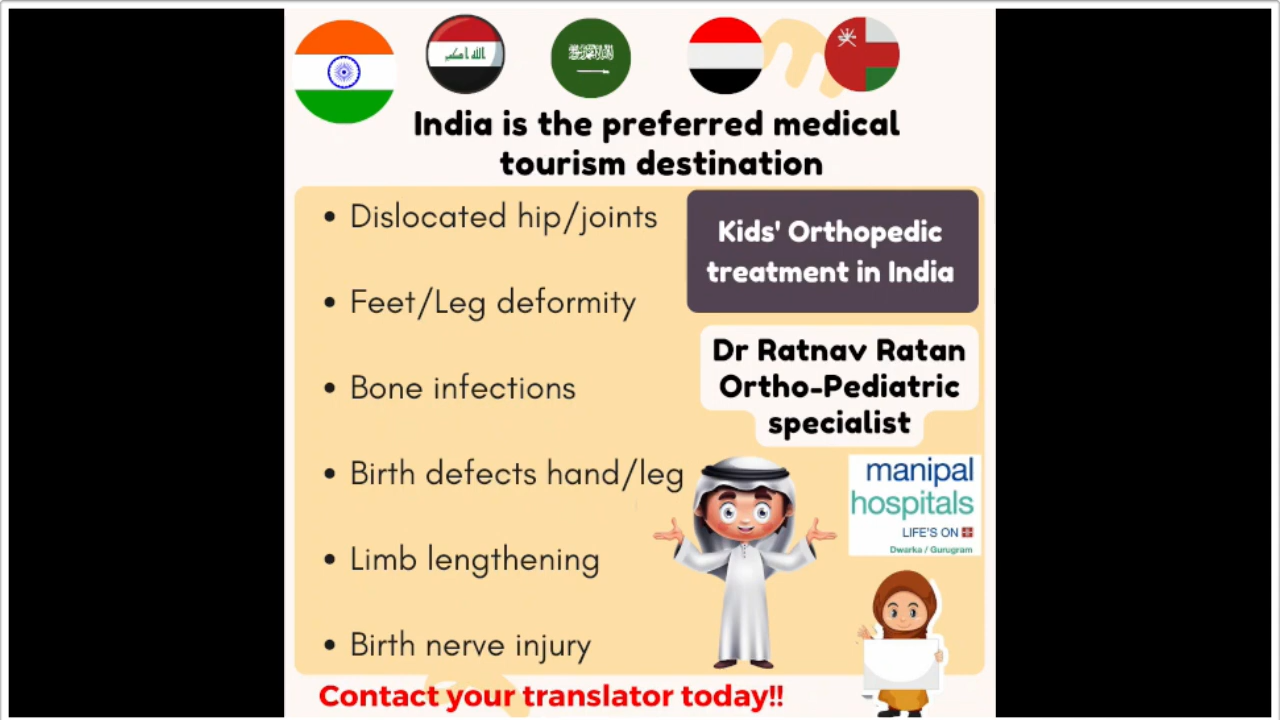 India is the preferred medical
tourism destination
• Dislocated hip/joints
• Feet/Leg deformity
• Bone infections
• Birth defects hand/leg
• Limb lengthening
• Birth nerve injury
Kids' Orthopedic
treatment in India
Dr Ratnav Ratan
Ortho-Pediatric
specialist
manipal
hospitals
LIFE'S ON
Dwarka / Gurugram
Contact your translator today!!